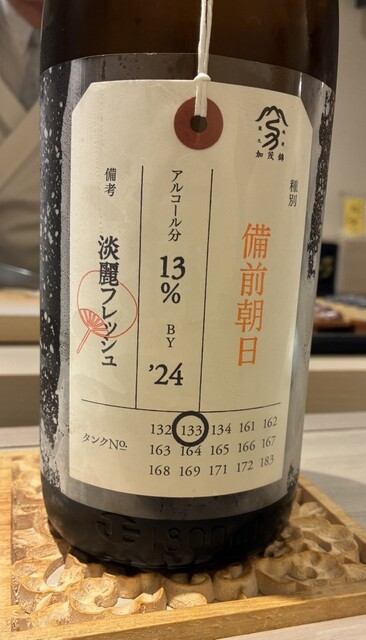 加茂錦
種別
備前朝日
アルコール分
13%
BY
'24
備考
淡麗フレッシュ
タンクNo.
132 133 134 161 162
163 164 165 166 167
168 169 171 172 183